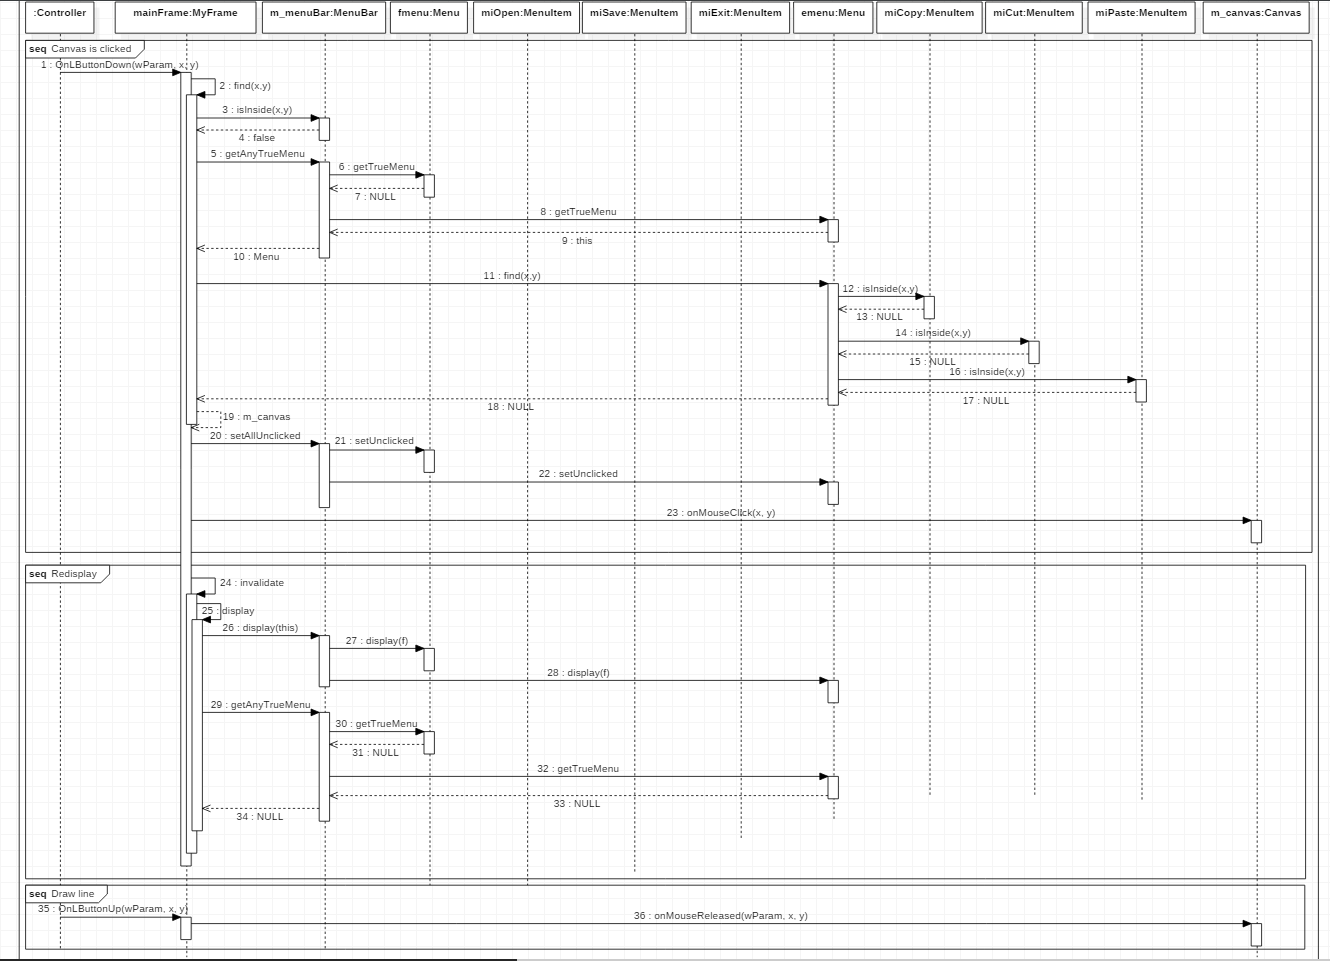 :Controller
mainFrame:MyFrame
m_menuBar:MenuBar
fmenu:Menu
miOpen:MenuItem
miSave:MenuItem
miExit:MenuItem
emenu:Menu
miCopy:MenuItem
miCut:MenuItem
miPaste:MenuItem
m_canvas:Canvas
seq Canvas is clicked
1 : OnLButtonDown(wParam, x, y)
2 : find(x,y)
3 : isInside(x,y)
4 : false
5 : getAnyTrueMenu
6 : getTrueMenu
7 : NULL
8 : getTrueMenu
9 : this
10 : Menu
11 : find(x,y)
12 : isInside(x,y)
13 : NULL
14 : isInside(x,y)
15 : NULL
16 : isInside(x,y)
17 : NULL
18 : NULL
19 : m_canvas
20 : setAllUnclicked
21 : setUnclicked
22 : setUnclicked
23 : onMouseClick(x, y)
seq Redisplay
24 : invalidate
25 : display
26 : display(this)
27 : display(f)
28 : display(f)
29 : getAnyTrueMenu
30 : getTrueMenu
31 : NULL
32 : getTrueMenu
33 : NULL
34 : NULL
seq Draw line
35 : OnLButtonUp(wParam, x, y)
36 : onMouseReleased(wParam, x, y)